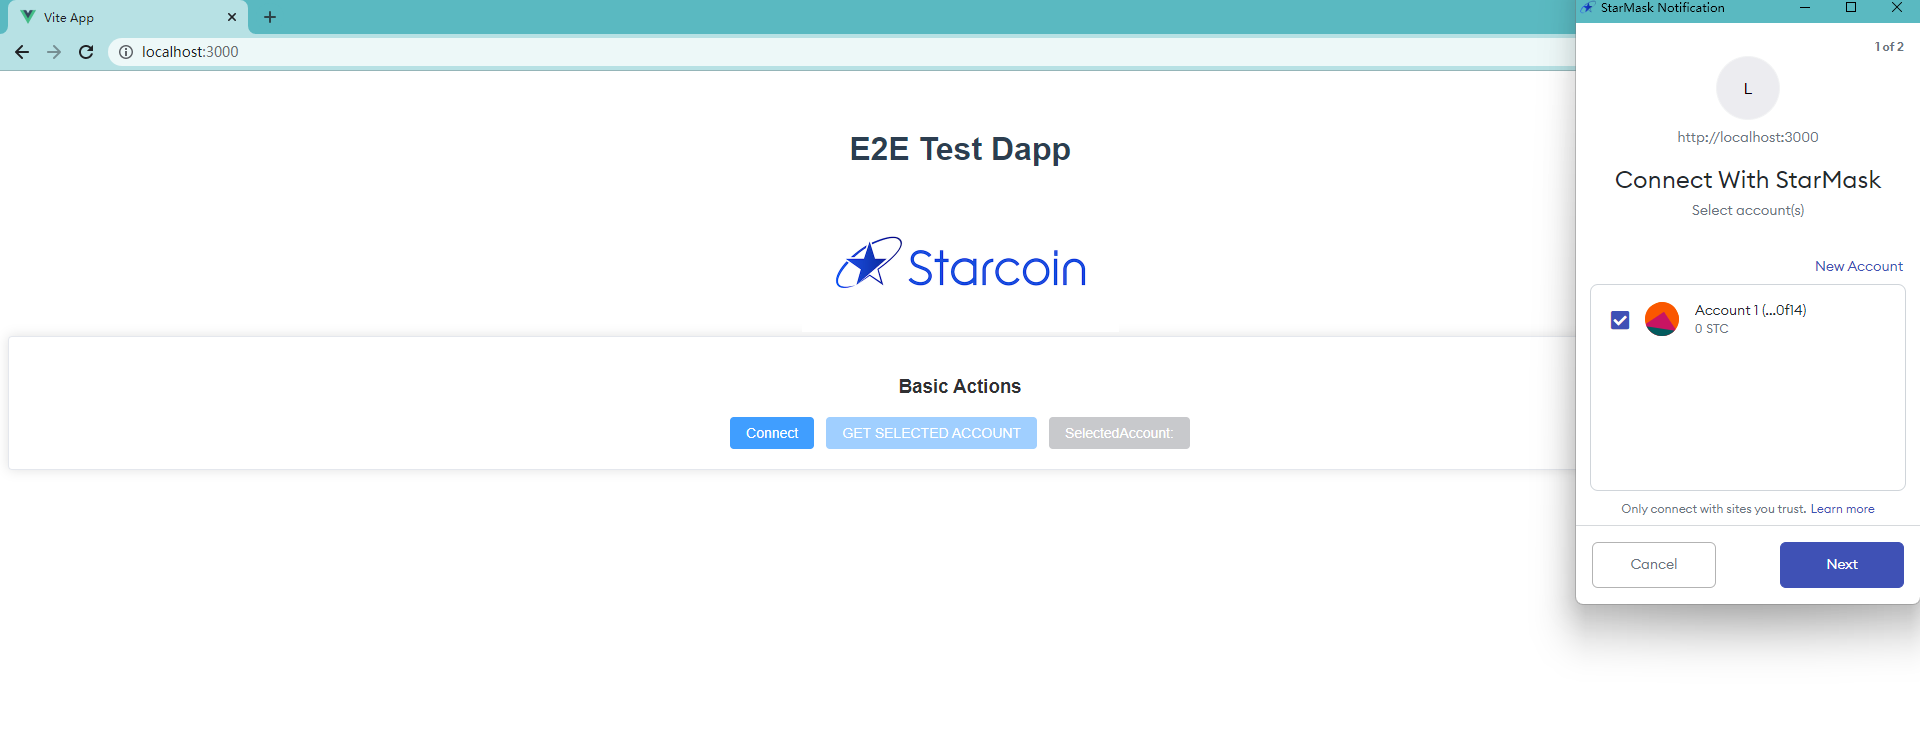 Vite App
localhost:3000
E2E Test Dapp
Starcoin
Basic Actions
Connect
GET SELECTED ACCOUNT
SelectedAccount:
StarMask Notification
1 of 2
L
http://localhost:3000
Connect With StarMask
Select account(s)
New Account
Account 1 (...0f14)
0 STC
Only connect with sites you trust. Learn more
Cancel
Next